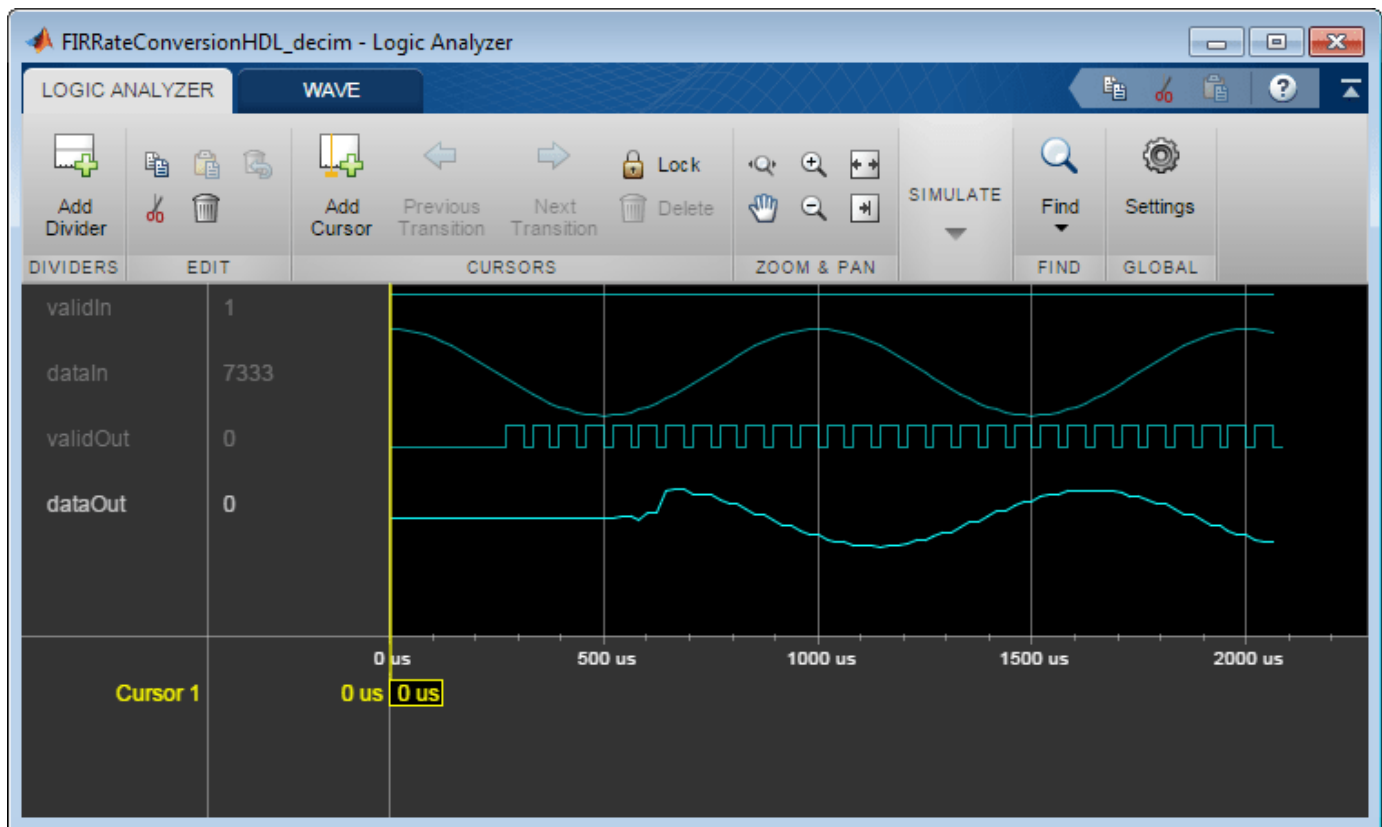 FIRRateConversionHDL_decim - Logic Analyzer
LOGIC ANALYZER WAVE
Add Divider
Add Cursor
Previous Transition
Next Transition
Lock
Delete
SIMULATE
Find
Settings
DIVIDERS EDIT CURSORS ZOOM & PAN FIND GLOBAL
validIn 1
dataIn 7333
validOut 0
dataOut 0
0 us 500 us 1000 us 1500 us 2000 us
Cursor 1 0 us 0 us